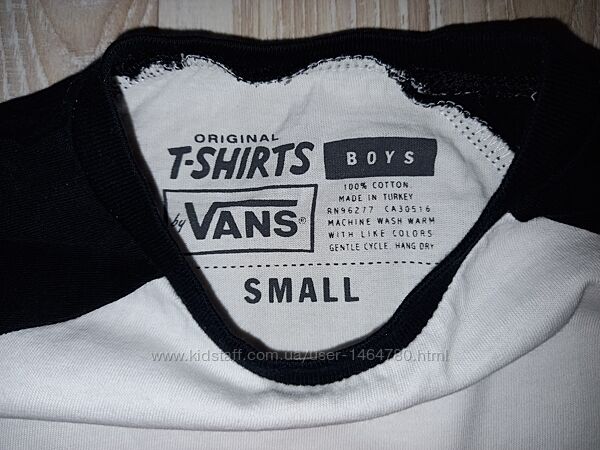 ORIGINAL
T-SHIRTS
by VANS®
BOYS
100% COTTON
MADE IN TURKEY
RN96277 CA30516
MACHINE WASH WARM
WITH LIKE COLORS
GENTLE CYCLE. HANG DRY
SMALL
www.kidstaff.com.ua/user-1464780.html